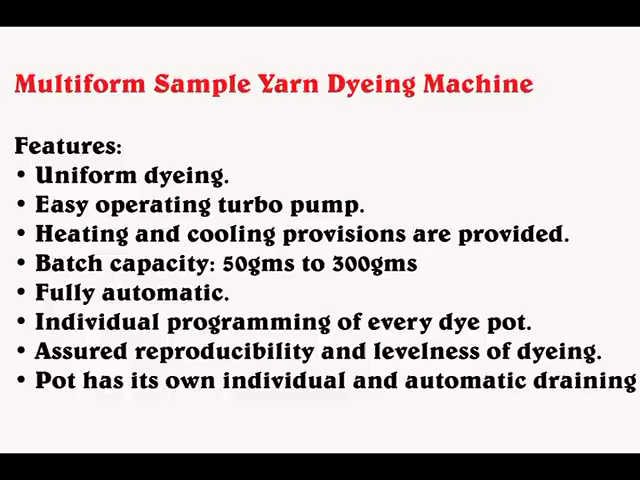 Multiform Sample Yarn Dyeing Machine
Features:
• Uniform dyeing.
• Easy operating turbo pump.
• Heating and cooling provisions are provided.
• Batch capacity: 50gms to 300gms
• Fully automatic.
• Individual programming of every dye pot.
• Assured reproducibility and levelness of dyeing.
• Pot has its own individual and automatic draining